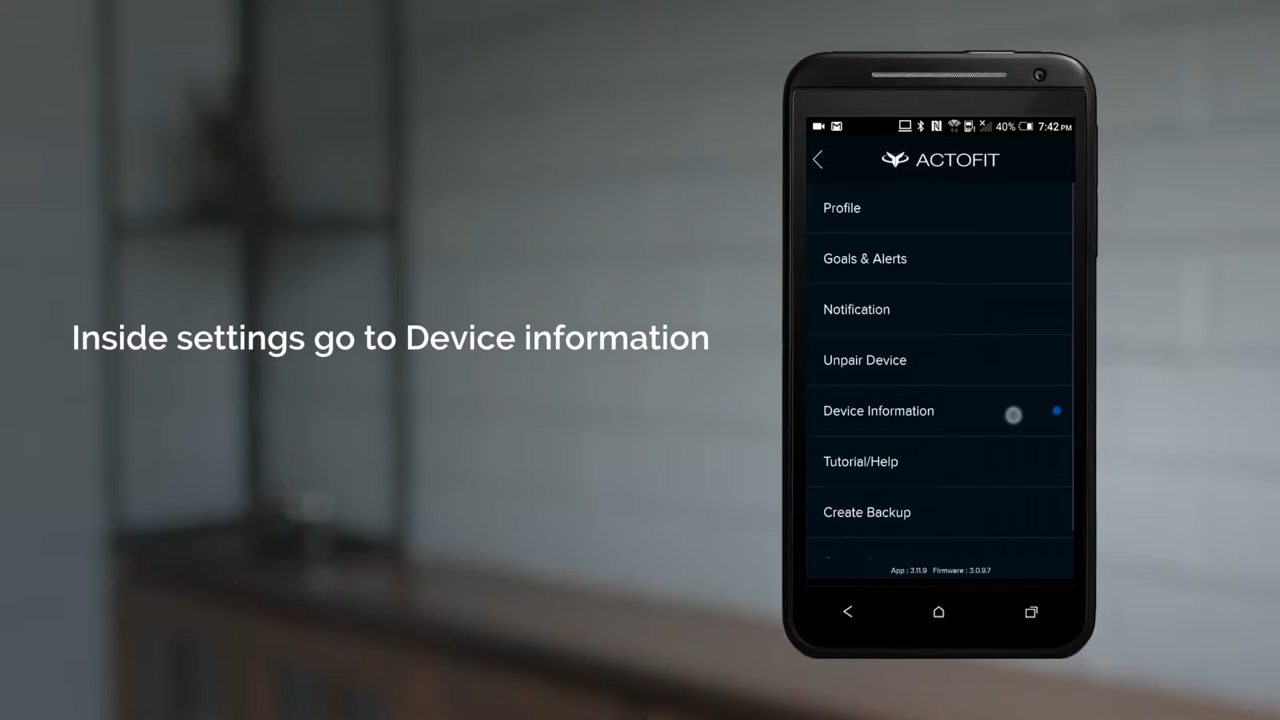 Inside settings go to Device information
40% 7:42 PM
ACTOFIT
Profile
Goals & Alerts
Notification
Unpair Device
Device Information
Tutorial/Help
Create Backup
App : 3.11.9 Firmware : 3.0.9.7